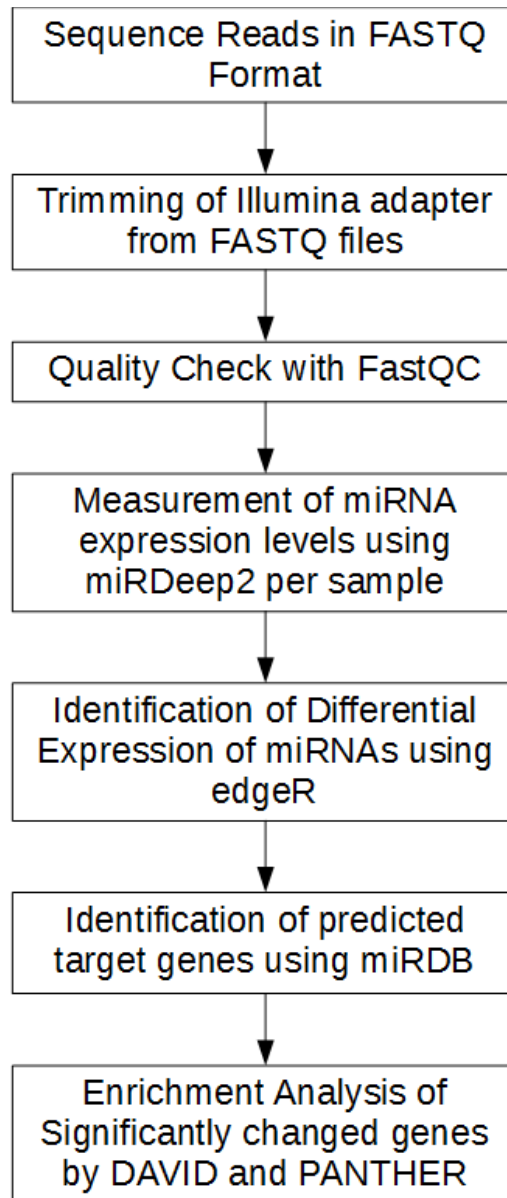 Sequence Reads in FASTQ
Format
Trimming of Illumina adapter
from FASTQ files
Quality Check with FastQC
Measurement of miRNA
expression levels using
miRDeep2 per sample
Identification of Differential
Expression of miRNAs using
edgeR
Identification of predicted
target genes using miRDB
Enrichment Analysis of
Significantly changed genes
by DAVID and PANTHER